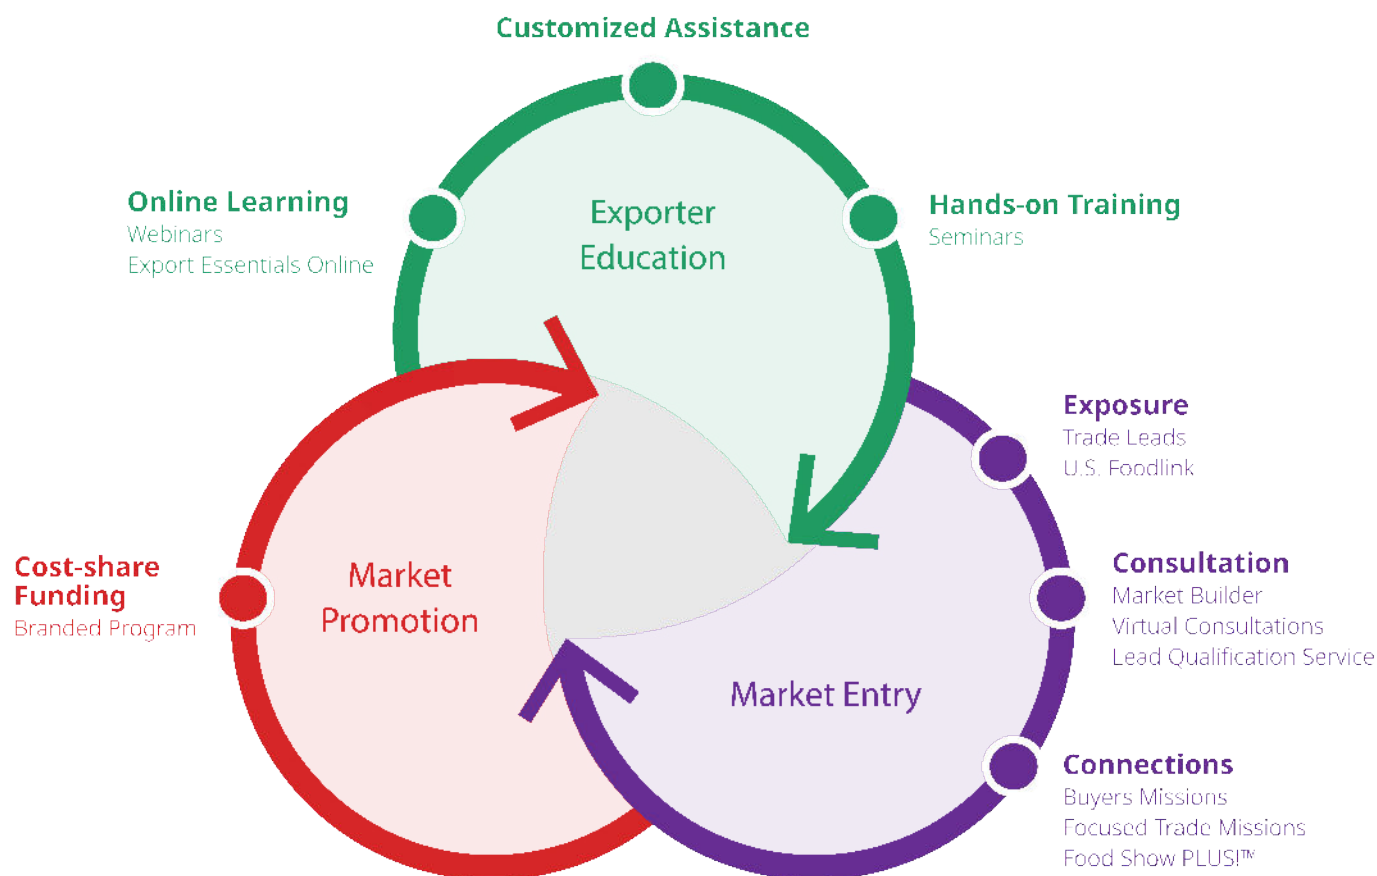 Customized Assistance
Online Learning
Webinars
Export Essentials Online
Exporter
Education
Hands-on Training
Seminars
Exposure
Trade Leads
U.S. Foodlink
Cost-share
Funding
Branded Program
Market
Promotion
Consultation
Market Builder
Virtual Consultations
Lead Qualification Service
Market Entry
Connections
Buyers Missions
Focused Trade Missions
Food Show PLUS!™